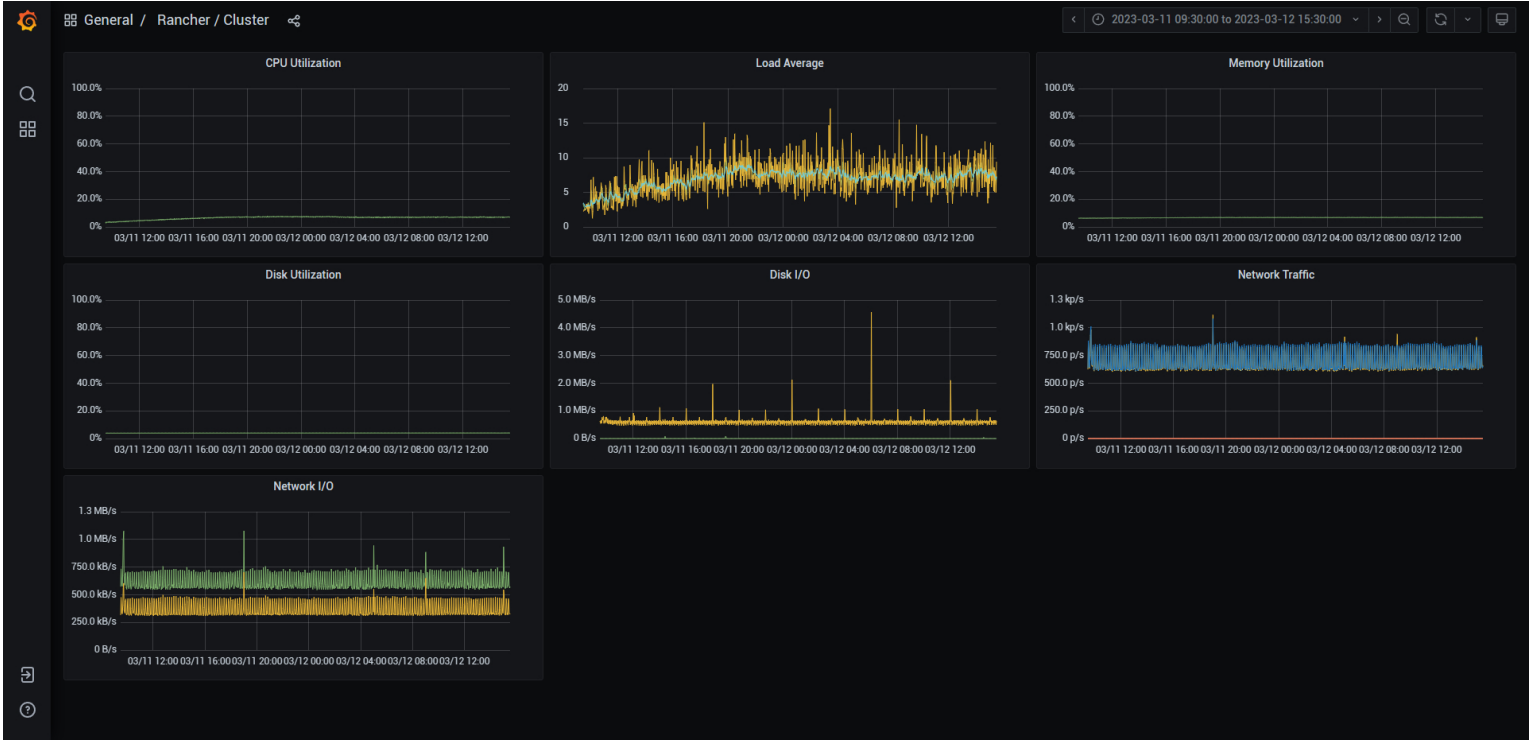 General / Rancher / Cluster
2023-03-11 09:30:00 to 2023-03-12 15:30:00
CPU Utilization
100.0%
80.0%
60.0%
40.0%
20.0%
0%
03/11 12:00 03/11 16:00 03/11 20:00 03/12 00:00 03/12 04:00 03/12 08:00 03/12 12:00
Load Average
20
15
10
5
0
03/11 12:00 03/11 16:00 03/11 20:00 03/12 00:00 03/12 04:00 03/12 08:00 03/12 12:00
Memory Utilization
100.0%
80.0%
60.0%
40.0%
20.0%
0%
03/11 12:00 03/11 16:00 03/11 20:00 03/12 00:00 03/12 04:00 03/12 08:00 03/12 12:00
Disk Utilization
100.0%
80.0%
60.0%
40.0%
20.0%
0%
03/11 12:00 03/11 16:00 03/11 20:00 03/12 00:00 03/12 04:00 03/12 08:00 03/12 12:00
Disk I/O
5.0 MB/s
4.0 MB/s
3.0 MB/s
2.0 MB/s
1.0 MB/s
0 B/s
03/11 12:00 03/11 16:00 03/11 20:00 03/12 00:00 03/12 04:00 03/12 08:00 03/12 12:00
Network Traffic
1.3 kp/s
1.0 kp/s
750.0 p/s
500.0 p/s
250.0 p/s
0 p/s
03/11 12:00 03/11 16:00 03/11 20:00 03/12 00:00 03/12 04:00 03/12 08:00 03/12 12:00
Network I/O
1.3 MB/s
1.0 MB/s
750.0 kB/s
500.0 kB/s
250.0 kB/s
0 B/s
03/11 12:00 03/11 16:00 03/11 20:00 03/12 00:00 03/12 04:00 03/12 08:00 03/12 12:00